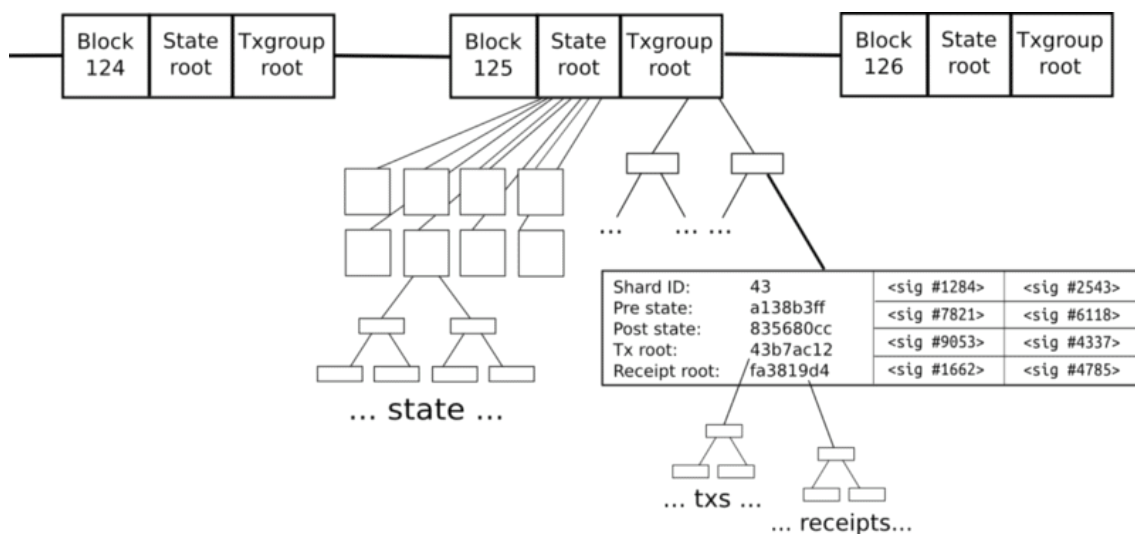 Block
124
State
root
Txgroup
root
Block
125
State
root
Txgroup
root
Block
126
State
root
Txgroup
root
...
... ...
Shard ID: 43
Pre state: a138b3ff
Post state: 835680cc
Tx root: 43b7ac12
Receipt root: fa3819d4
<sig #1284> <sig #2543>
<sig #7821> <sig #6118>
<sig #9053> <sig #4337>
<sig #1662> <sig #4785>
... state ...
... txs ...
... receipts...